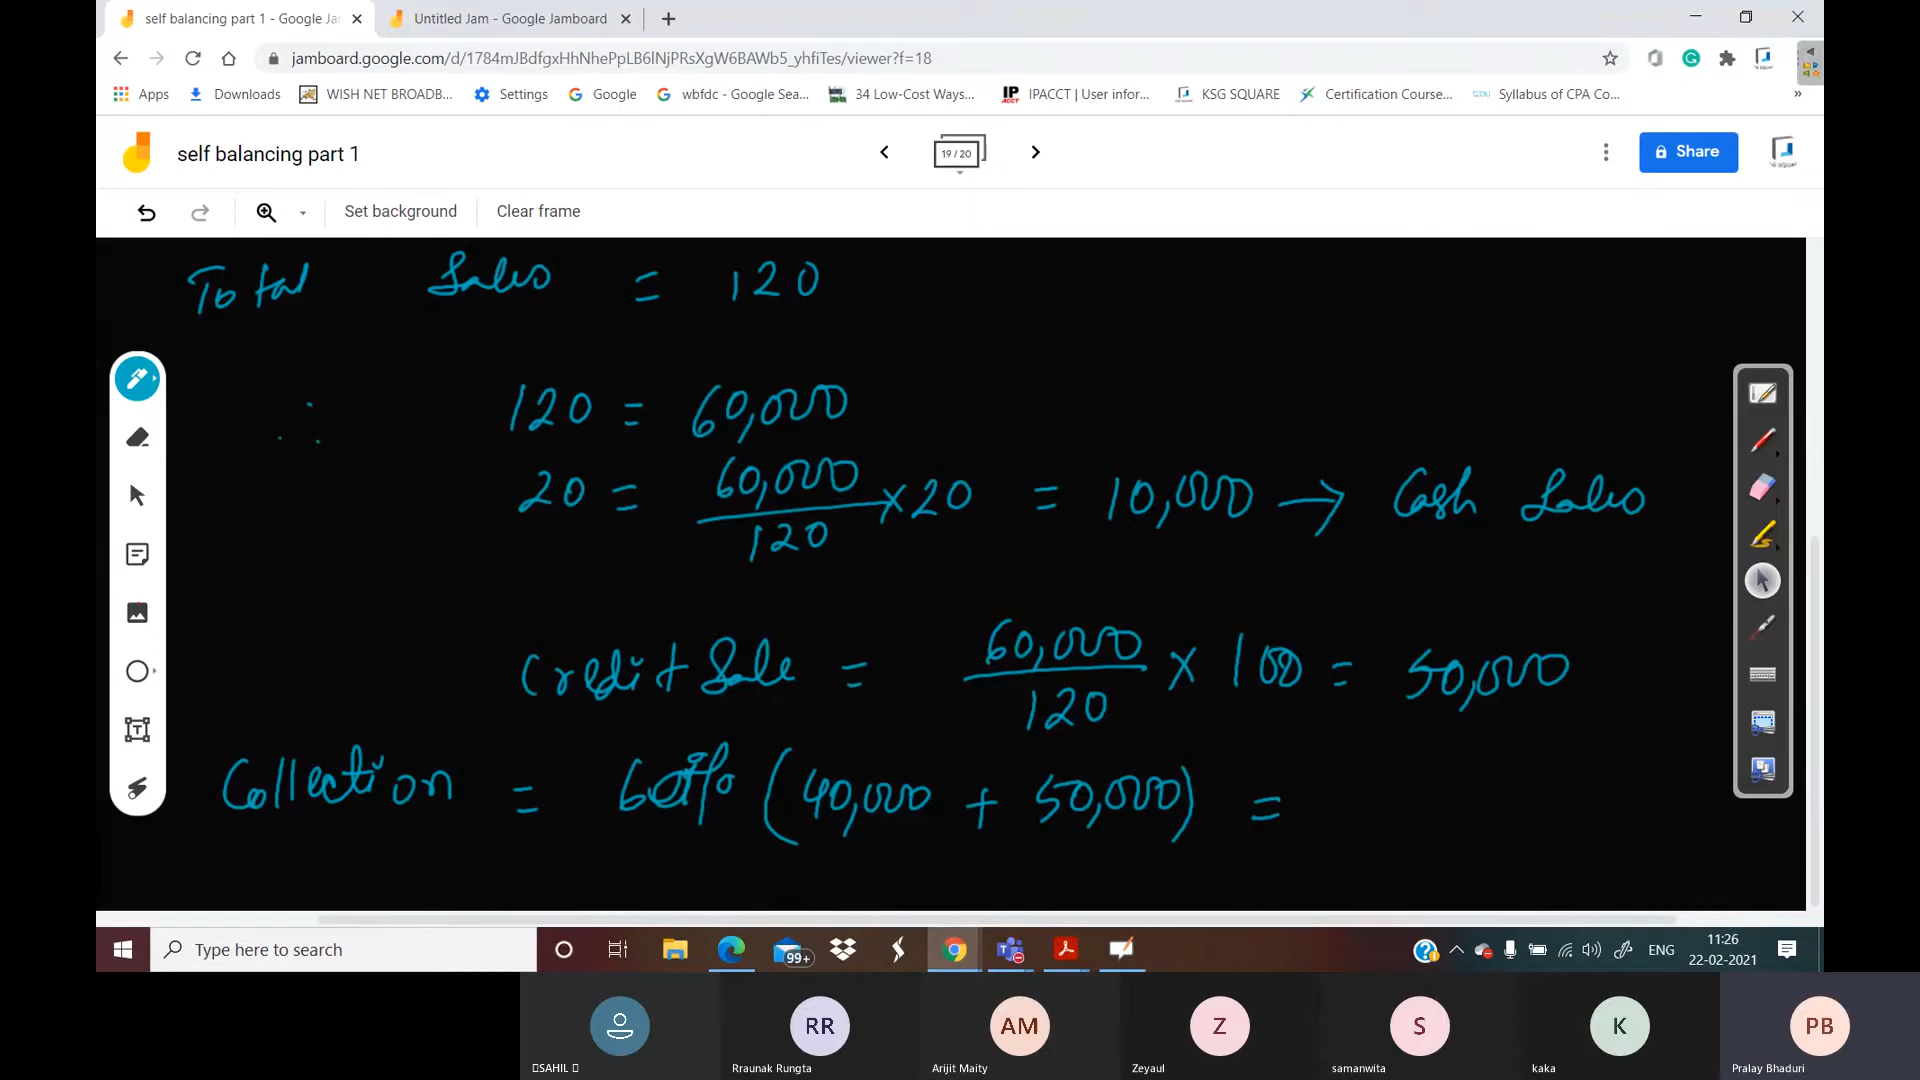 self balancing part 1 - Google Ja
Untitled Jam - Google Jamboard
jamboard.google.com/d/1784mJBdfgxHhNhePpLB6lNjPRsXgW6BAWb5_yhfiTes/viewer?f=18
Apps Downloads WISH NET BROADB... Settings Google wbfdc - Google Sea... 34 Low-Cost Ways... IPACCT | User infor... KSG SQUARE Certification Course... Syllabus of CPA Co... »
self balancing part 1
19 / 20
Share
Set background Clear frame
Total Sales = 120
∴ 120 = 60,000
20 = 60,000/120 × 20 = 10,000 → Cash Sales
Credit Sale = 60,000/120 × 100 = 50,000
Collection = 60% (40,000 + 50,000) =
Type here to search
99+
ENG
11:26
22-02-2021
SAHIL
RR
Rraunak Rungta
AM
Arijit Maity
Z
Zeyaul
S
samanwita
K
kaka
PB
Pralay Bhaduri